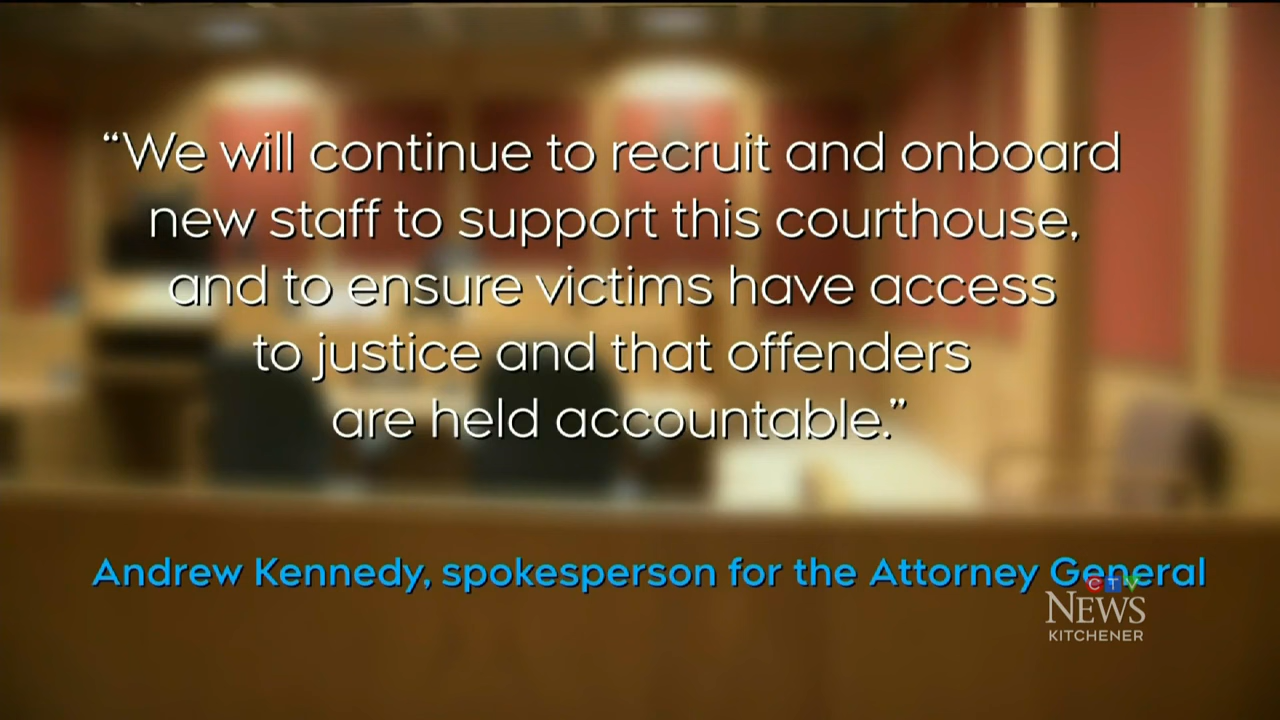 “We will continue to recruit and onboard
new staff to support this courthouse,
and to ensure victims have access
to justice and that offenders
are held accountable.”
Andrew Kennedy, spokesperson for the Attorney General
CTV
NEWS
KITCHENER